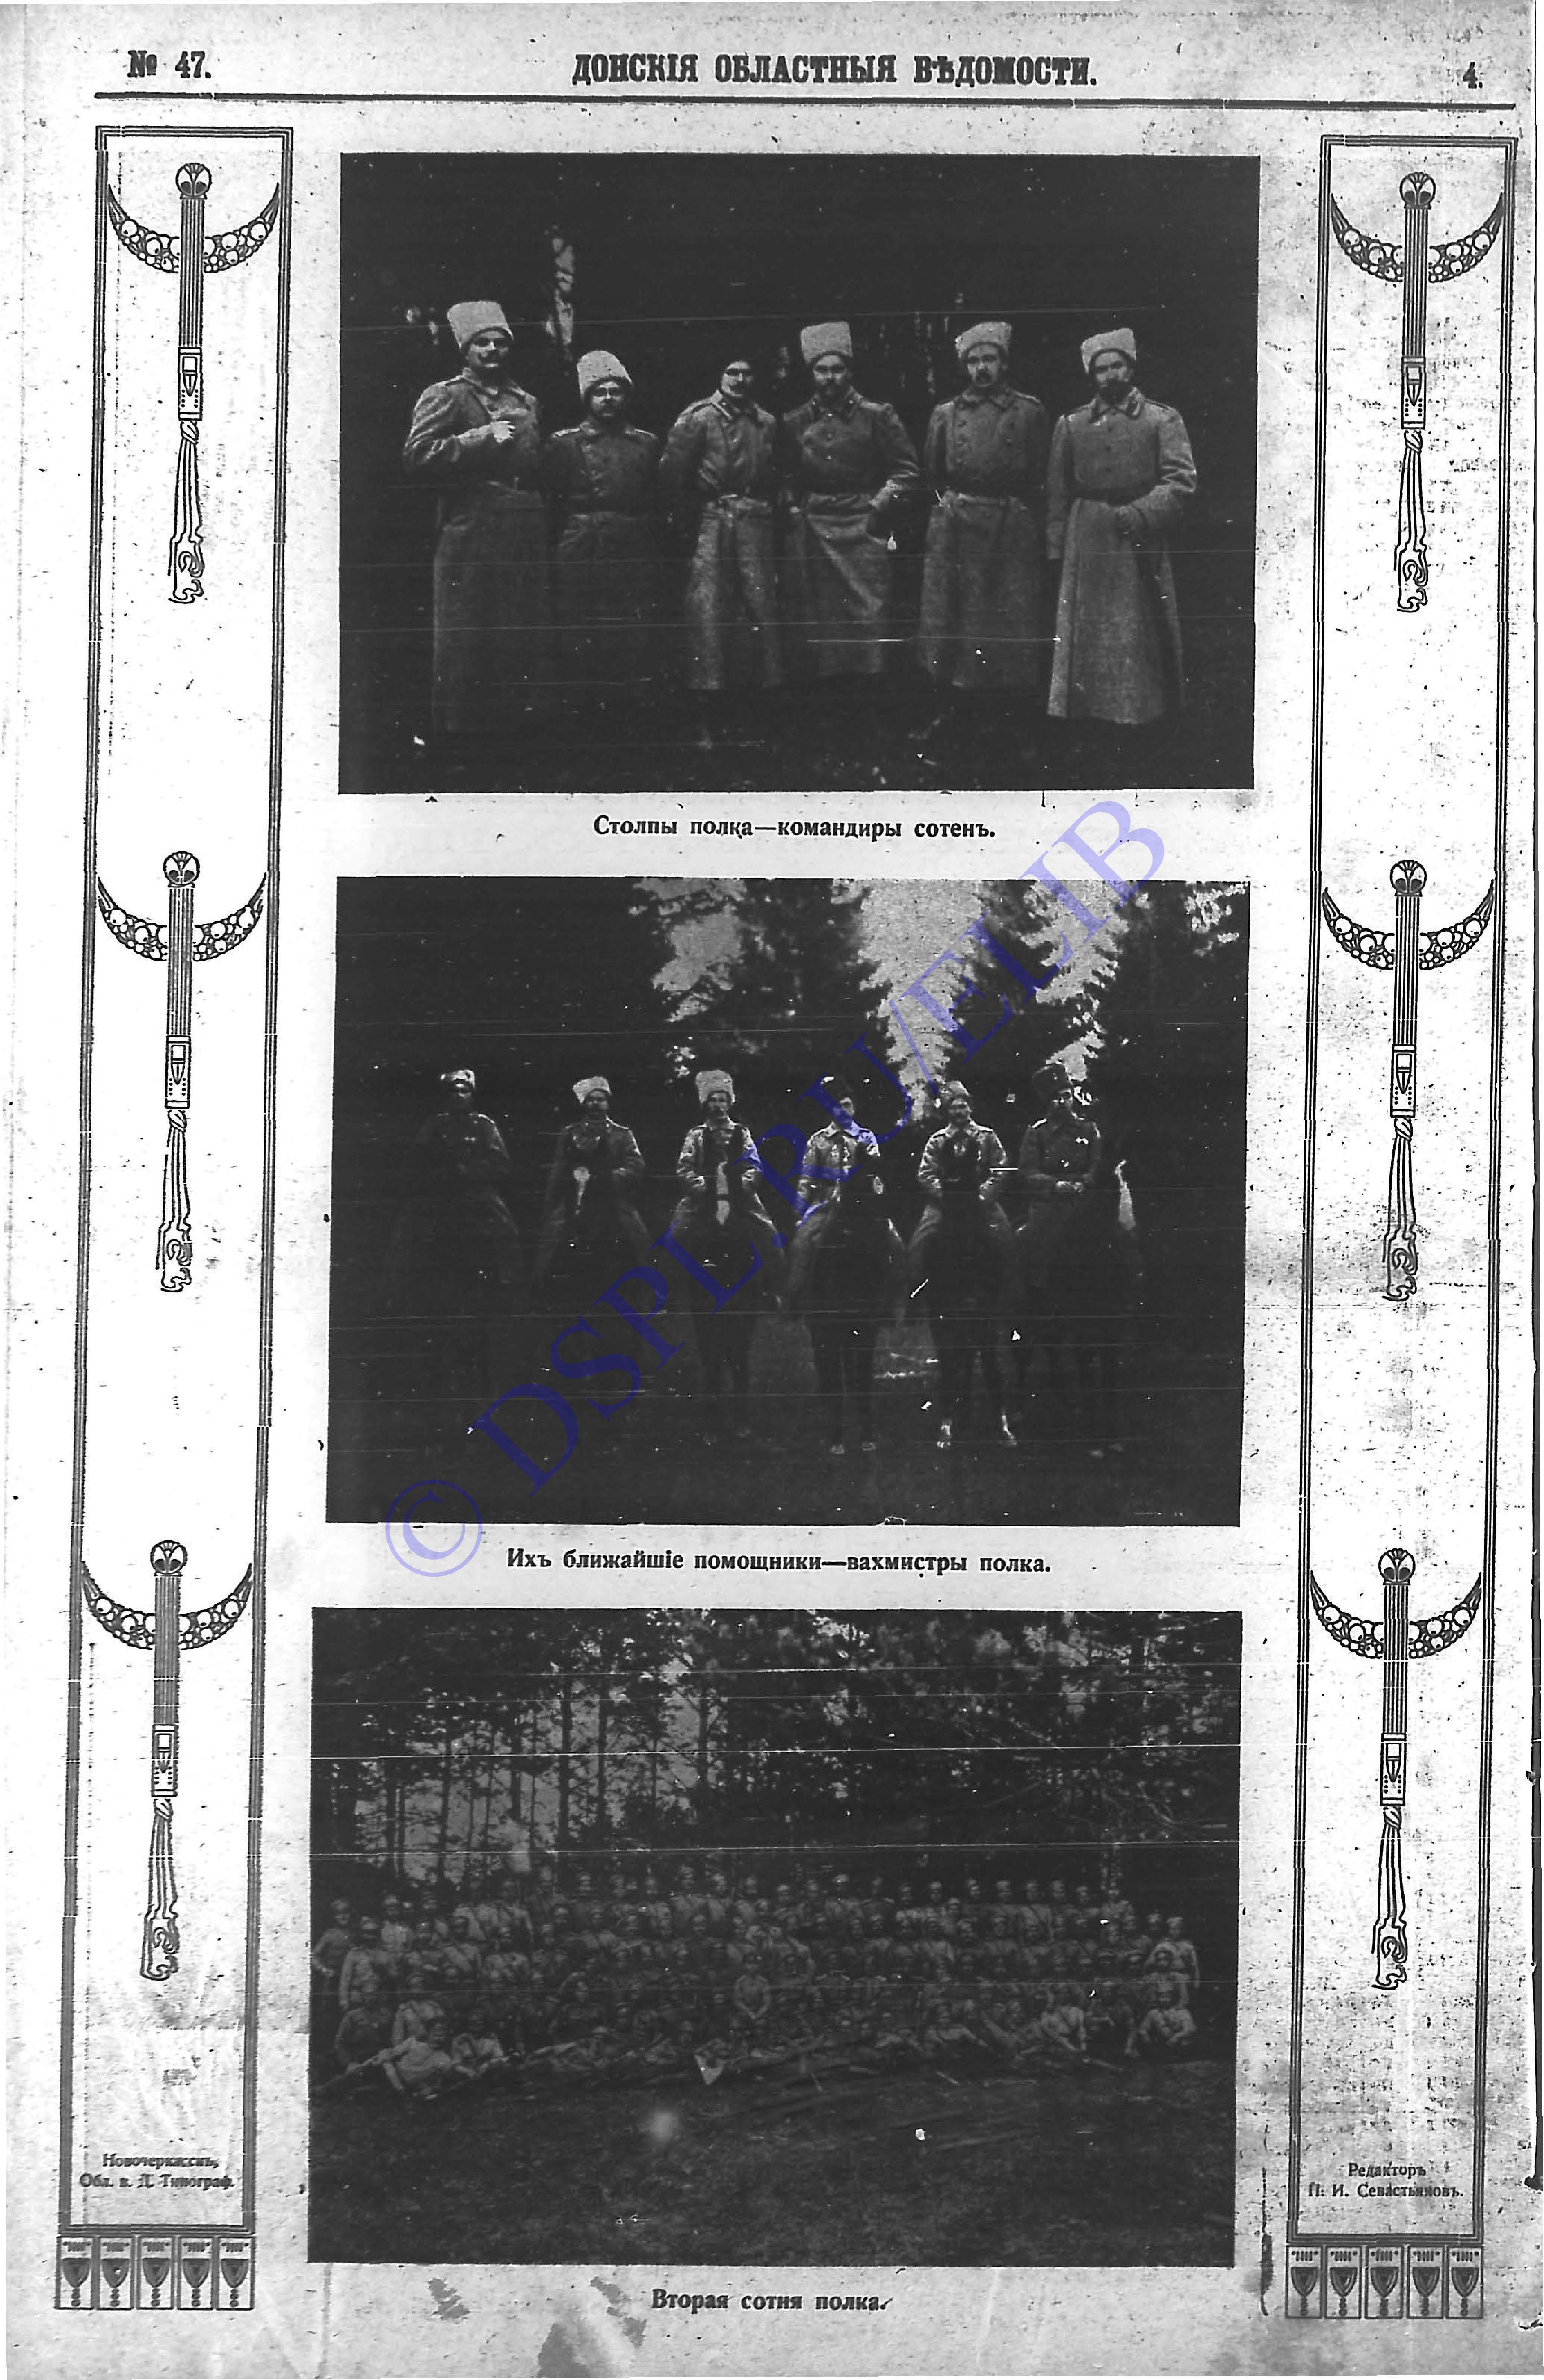 № 47.
ДОНСКІЯ ОБЛАСТНЫЯ ВѢДОМОСТИ.
4.
Столпы полка—командиры сотенъ.
Ихъ ближайшіе помощники—вахмистры полка.
Вторая сотня полка.
Новочеркасскъ,
Обл. в. Д. Типограф.
Редакторъ
П. И. Севастьяновъ.
© DSPL.RU/ELIB